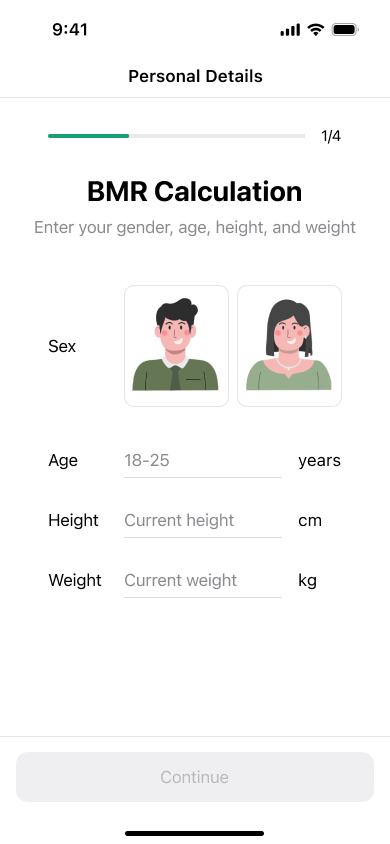 9:41
Personal Details
1/4
BMR Calculation
Enter your gender, age, height, and weight
Sex
Age 18-25 years
Height Current height cm
Weight Current weight kg
Continue